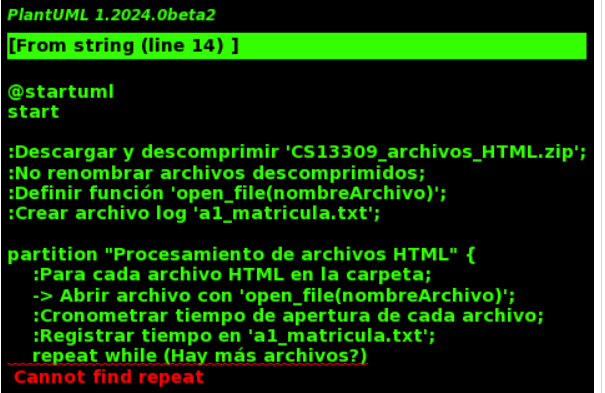 PlantUML 1.2024.0beta2
[From string (line 14) ]
@startuml
start
:Descargar y descomprimir 'CS13309_archivos_HTML.zip';
:No renombrar archivos descomprimidos;
:Definir función 'open_file(nombreArchivo)';
:Crear archivo log 'a1_matricula.txt';
partition "Procesamiento de archivos HTML" {
:Para cada archivo HTML en la carpeta;
-> Abrir archivo con 'open_file(nombreArchivo)';
:Cronometrar tiempo de apertura de cada archivo;
:Registrar tiempo en 'a1_matricula.txt';
repeat while (Hay más archivos?)
Cannot find repeat